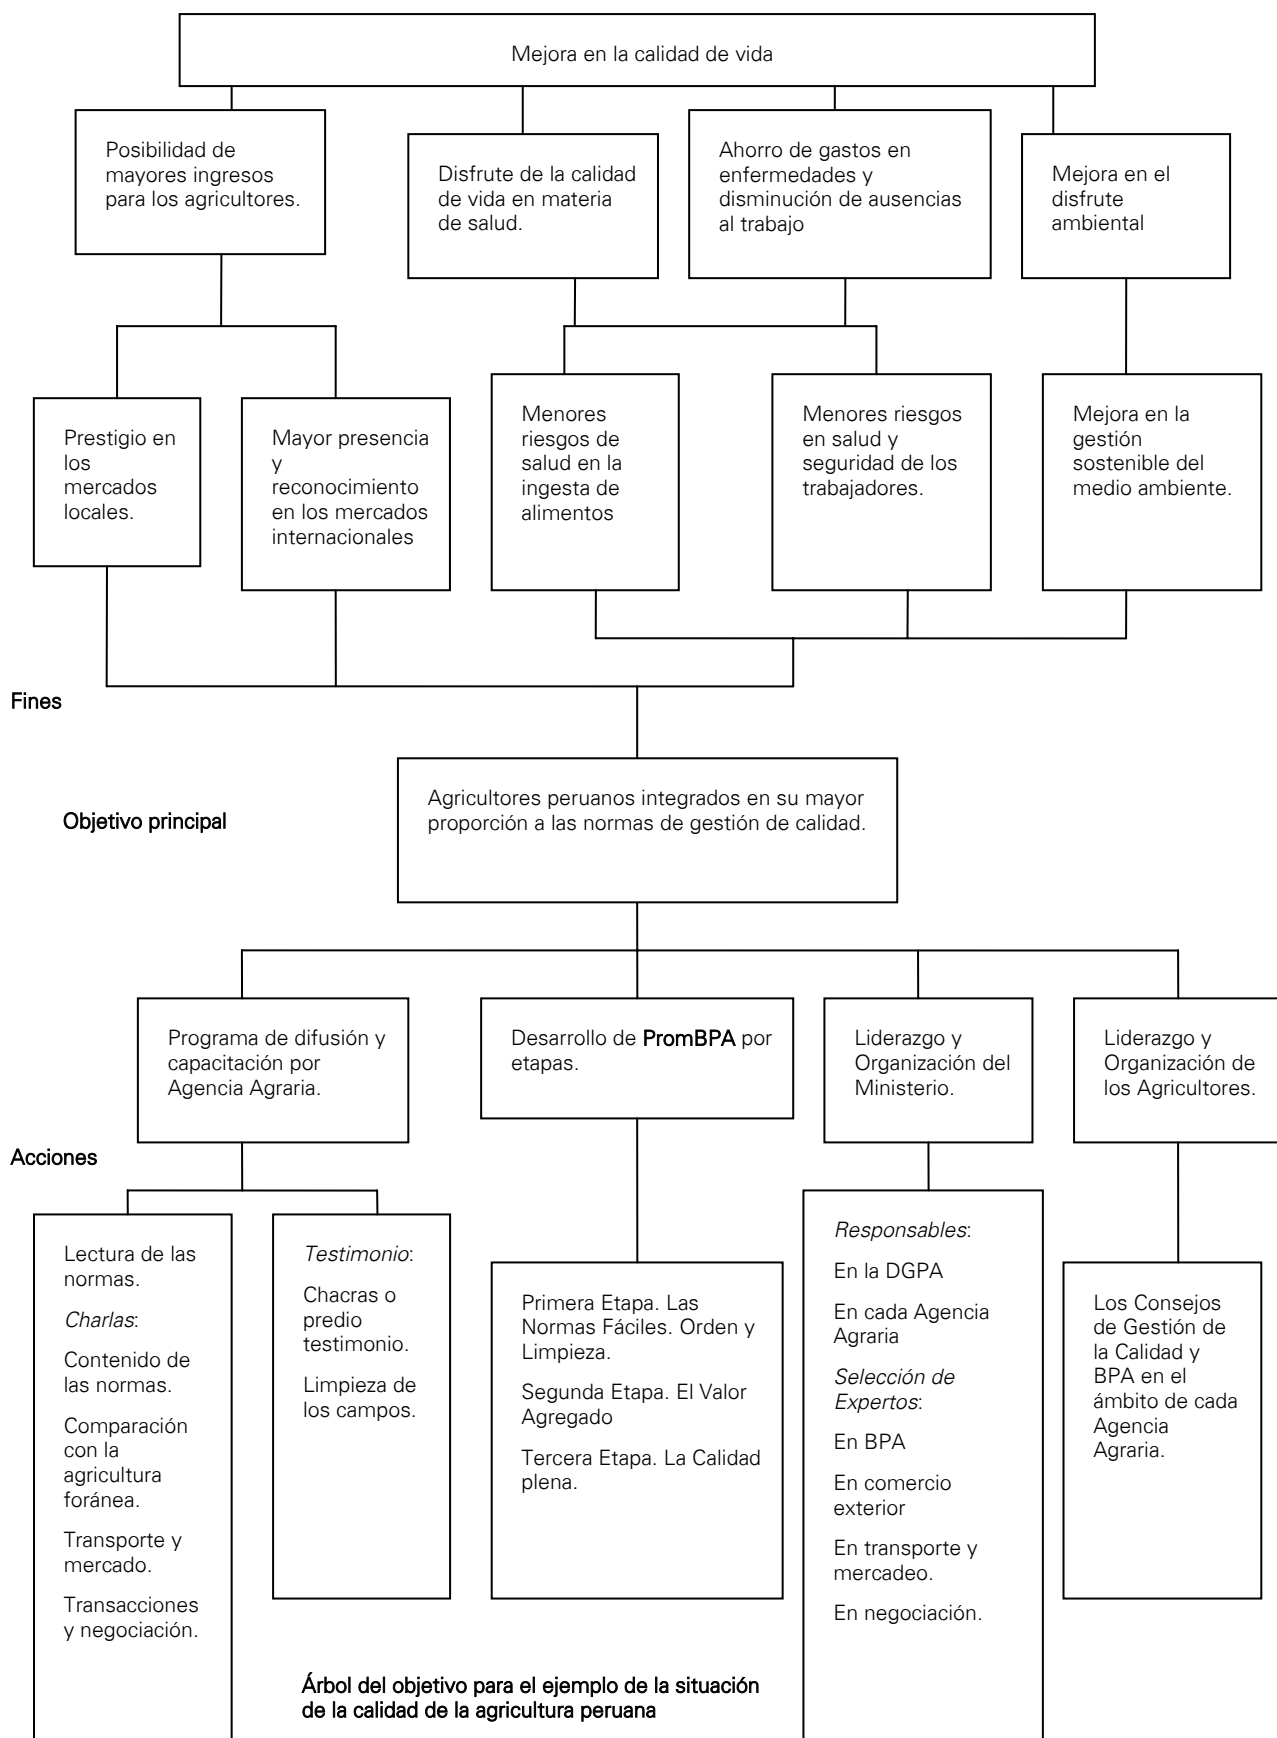 Mejora en la calidad de vida
Posibilidad de
mayores ingresos
para los agricultores.
Disfrute de la calidad
de vida en materia
de salud.
Ahorro de gastos en
enfermedades y
disminución de ausencias
al trabajo
Mejora en el
disfrute
ambiental
Prestigio en
los
mercados
locales.
Mayor presencia
y
reconocimiento
en los mercados
internacionales
Menores
riesgos de
salud en la
ingesta de
alimentos
Menores riesgos
en salud y
seguridad de los
trabajadores.
Mejora en la
gestión
sostenible del
medio ambiente.
Fines
Objetivo principal
Agricultores peruanos integrados en su mayor
proporción a las normas de gestión de calidad.
Programa de difusión y
capacitación por
Agencia Agraria.
Desarrollo de PromBPA por
etapas.
Liderazgo y
Organización del
Ministerio.
Liderazgo y
Organización de
los Agricultores.
Acciones
Lectura de las
normas.
Charlas:
Contenido de
las normas.
Comparación
con la
agricultura
foránea.
Transporte y
mercado.
Transacciones
y negociación.
Testimonio:
Chacras o
predio
testimonio.
Limpieza de
los campos.
Primera Etapa. Las
Normas Fáciles. Orden y
Limpieza.
Segunda Etapa. El Valor
Agregado
Tercera Etapa. La Calidad
plena.
Responsables:
En la DGPA
En cada Agencia
Agraria
Selección de
Expertos:
En BPA
En comercio
exterior
En transporte y
mercadeo.
En negociación.
Los Consejos
de Gestión de
la Calidad y
BPA en el
ámbito de cada
Agencia
Agraria.
Árbol del objetivo para el ejemplo de la situación
de la calidad de la agricultura peruana